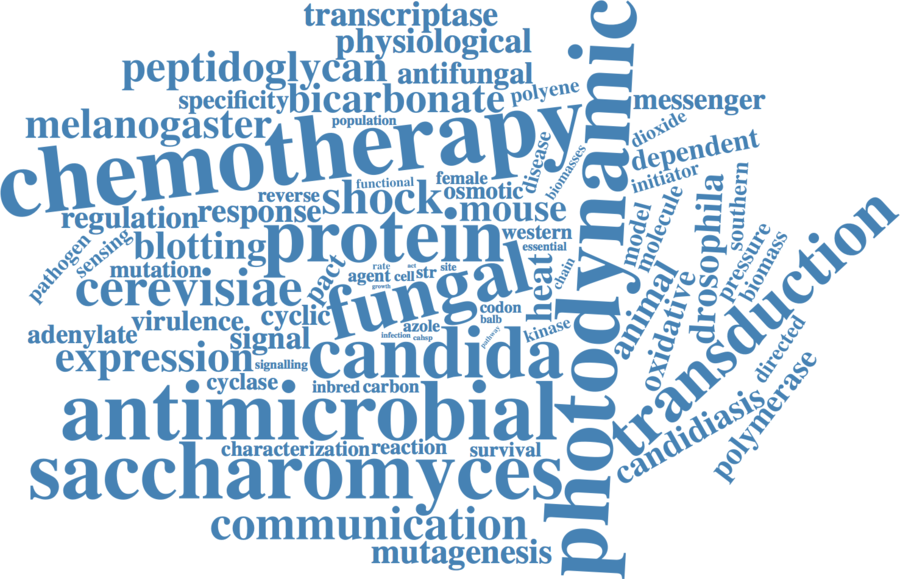 transcriptase
physiological
peptidoglycan
antifungal
specificity
bicarbonate
polyene
messenger
melanogaster
population
chemotherapy
photodynamic
dioxide
dependent
disease
biomasses
initiator
female
functional
reverse
shock
osmotic
regulation
response
mouse
model
molecule
drosophila
southern
pathogen
sensing
blotting
protein
western
essential
mutation
pact
agent
rate
oct
cell
str
site
growth
heat
chain
pressure
biomass
transduction
cerevisiae
fungal
cyclic
codon
balb
animal
oxidative
adenylate
virulence
signal
azole
infection
cahsp
pathway
kinase
expression
signalling
candida
directed
cyclase
inbred
carbon
antimicrobial
candidiasis
polymerase
characterization
reaction
survival
saccharomyces
communication
mutagenesis